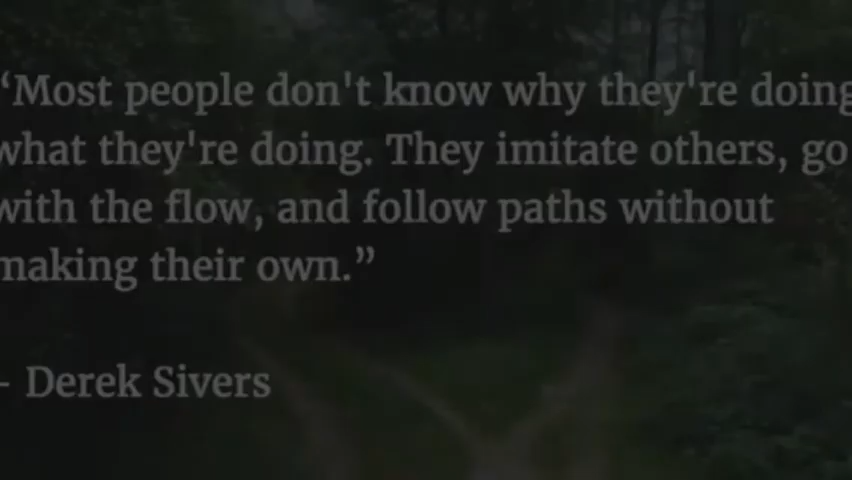 “Most people don't know why they're doing
what they're doing. They imitate others, go
with the flow, and follow paths without
making their own.”
- Derek Sivers